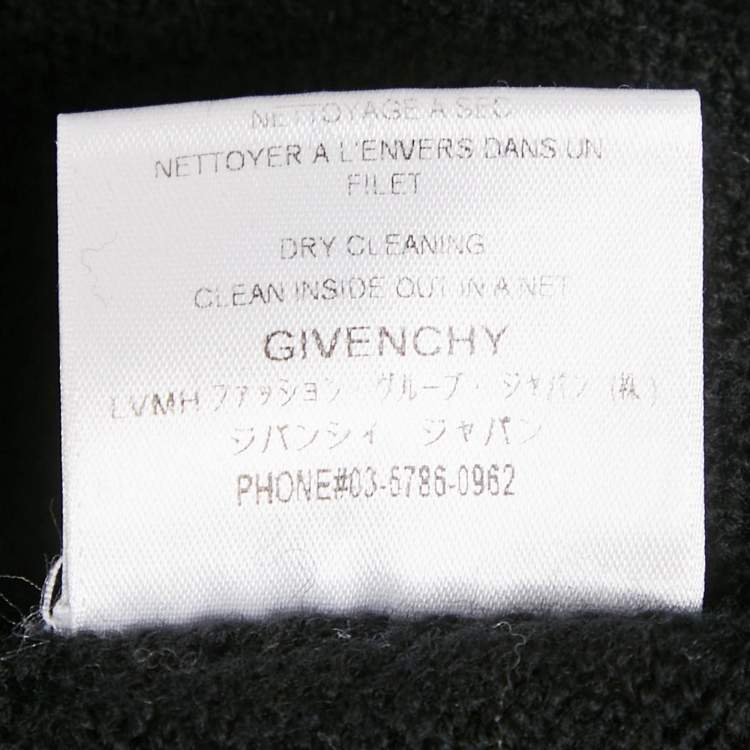 NETTOYAGE A SEC
NETTOYER A L'ENVERS DANS UN
FILET
DRY CLEANING
CLEAN INSIDE OUT IN A NET
GIVENCHY
LVMH ファッション・グループ・ジャパン (株)
ジバンシィ ジャパン
PHONE#03-6786-0962